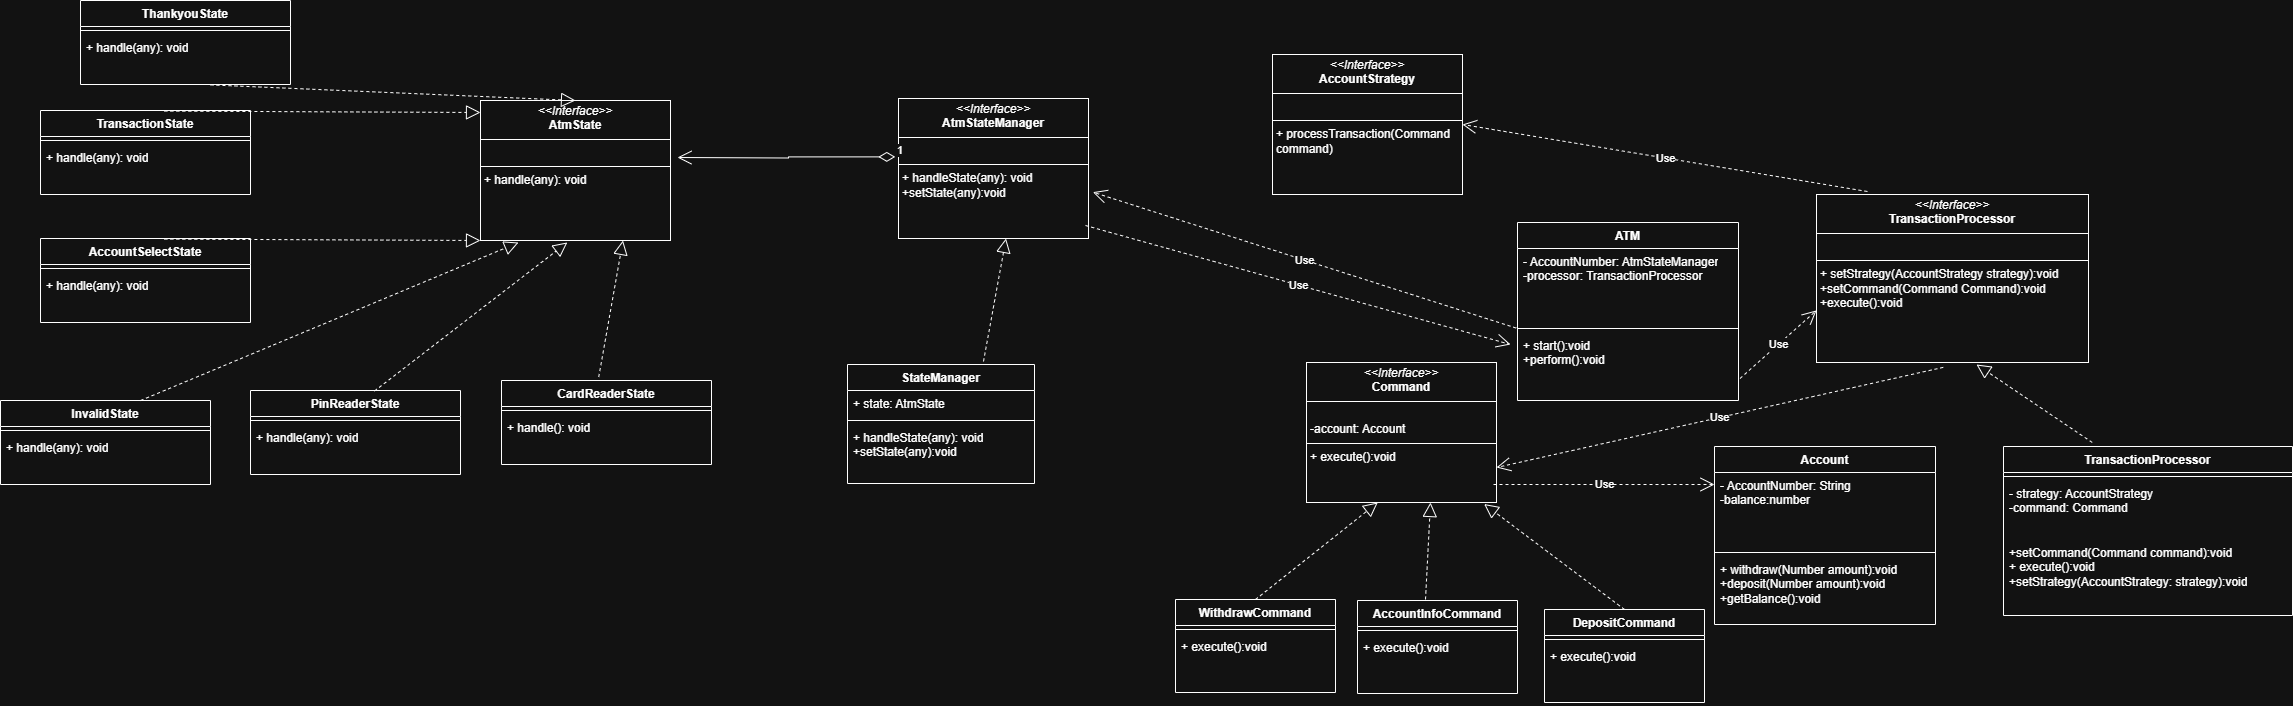 ThankyouState
+ handle(any): void
TransactionState
+ handle(any): void
AccountSelectState
+ handle(any): void
InvalidState
+ handle(any): void
PinReaderState
+ handle(any): void
CardReaderState
+ handle(): void
<<Interface>>
AtmState
+ handle(any): void
<<Interface>>
AtmStateManager
1
+ handleState(any): void
+setState(any):void
StateManager
+ state: AtmState
+ handleState(any): void
+setState(any):void
Use
Use
<<Interface>>
AccountStrategy
+ processTransaction(Command
command)
Use
ATM
- AccountNumber: AtmStateManager
-processor: TransactionProcessor
+ start():void
+perform():void
Use
<<Interface>>
TransactionProcessor
+ setStrategy(AccountStrategy strategy):void
+setCommand(Command Command):void
+execute():void
<<Interface>>
Command
-account: Account
+ execute():void
Use
Use
Account
- AccountNumber: String
-balance:number
+ withdraw(Number amount):void
+deposit(Number amount):void
+getBalance():void
TransactionProcessor
- strategy: AccountStrategy
-command: Command
+setCommand(Command command):void
+ execute():void
+setStrategy(AccountStrategy: strategy):void
WithdrawCommand
+ execute():void
AccountInfoCommand
+ execute():void
DepositCommand
+ execute():void